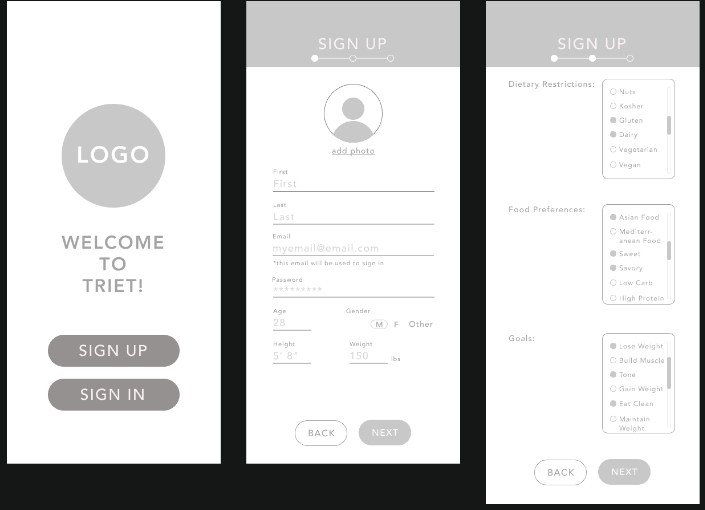 LOGO
WELCOME
TO
TRIET!
SIGN UP
SIGN IN
SIGN UP
add photo
First
First
Last
Last
Email
myemail@email.com
*this email will be used to sign in
Password
*********
Age
Gender
28
M F Other
Height
Weight
5' 8"
150 lbs
BACK
NEXT
SIGN UP
Dietary Restrictions:
Nuts
Kosher
Gluten
Dairy
Vegetarian
Vegan
Food Preferences:
Asian Food
Mediterr-
anean Food
Sweet
Savory
Low Carb
High Protein
Goals:
Lose Weight
Build Muscle
Tone
Gain Weight
Eat Clean
Maintain
Weight
BACK
NEXT